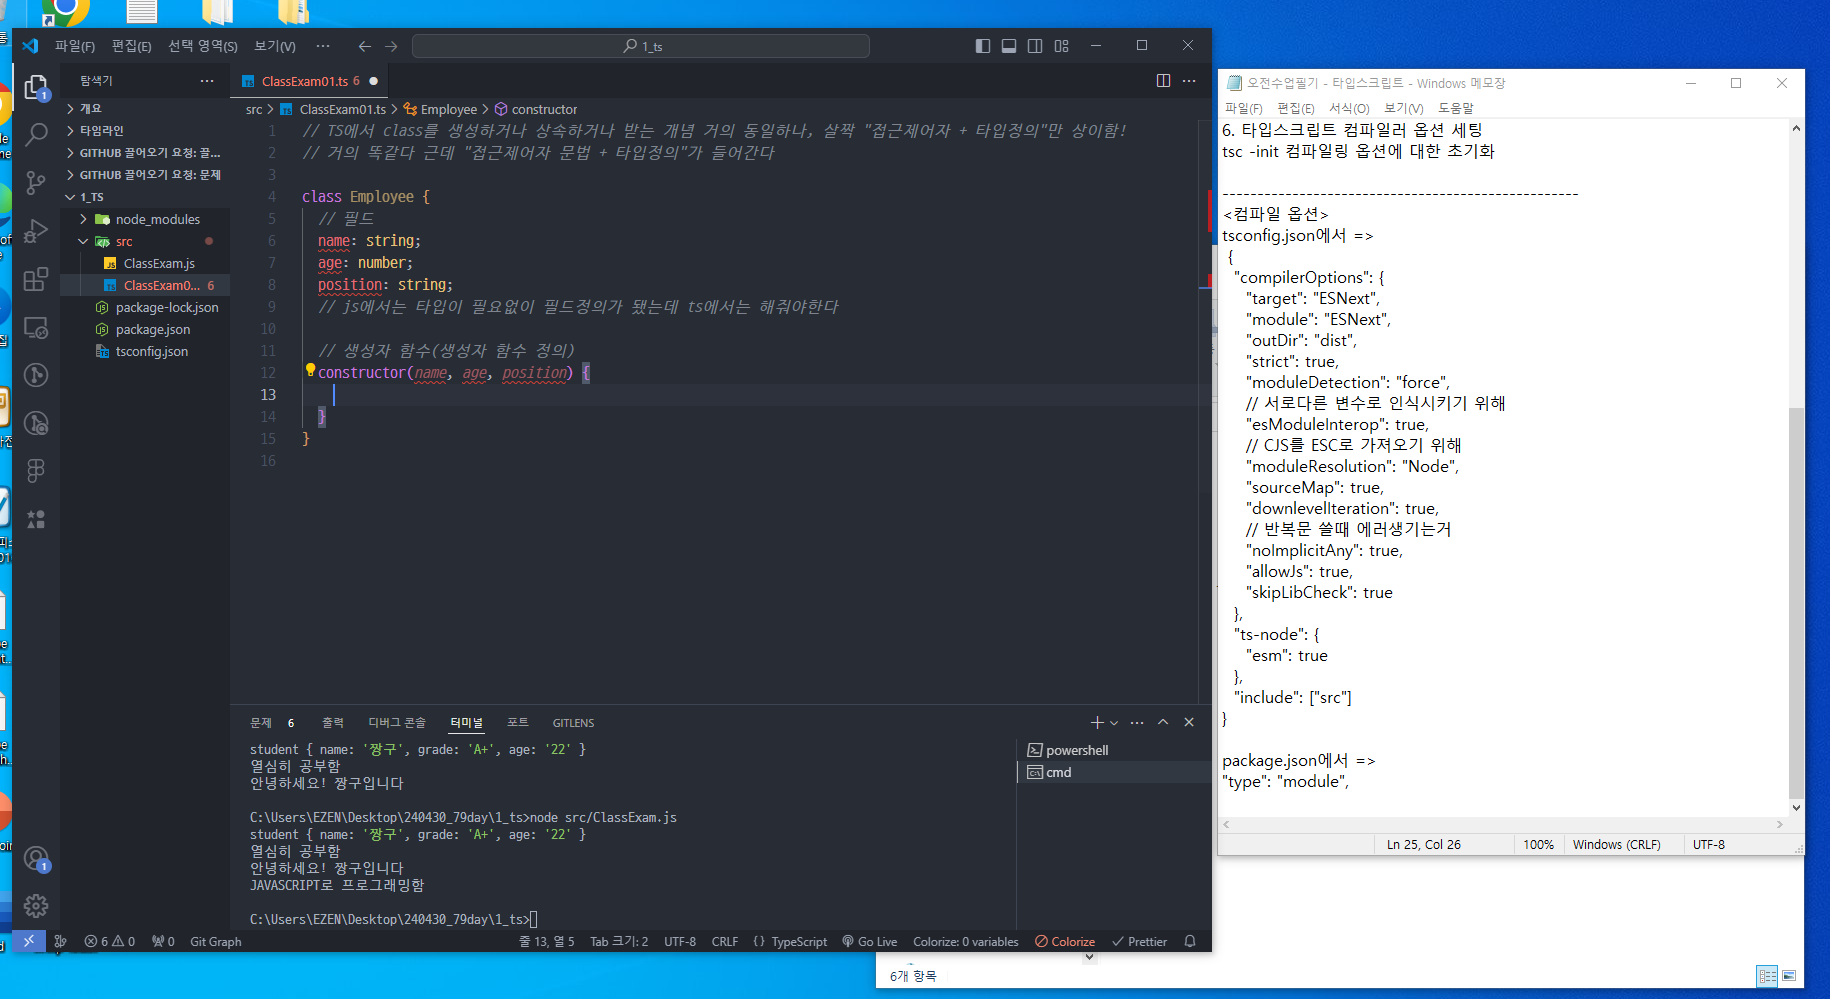 파일(F) 편집(E) 선택 영역(S) 보기(V) ··· 1_ts
탐색기 ···
개요
타임라인
GITHUB 끌어오기 요청: 끌...
GITHUB 끌어오기 요청: 문제
1_TS
node_modules
src
ClassExam.js
ClassExam0... 6
package-lock.json
package.json
tsconfig.json
ClassExam01.ts 6
src > ClassExam01.ts > Employee > constructor
1 // TS에서 class를 생성하거나 상속하거나 받는 개념 거의 동일하나, 살짝 "접근제어자 + 타입정의"만 상이함!
2 // 거의 똑같다 근데 "접근제어자 문법 + 타입정의"가 들어간다
3
4 class Employee {
5 // 필드
6 name: string;
7 age: number;
8 position: string;
9 // js에서는 타입이 필요없이 필드정의가 됐는데 ts에서는 해줘야한다
10
11 // 생성자 함수(생성자 함수 정의)
12 constructor(name, age, position) {
13
14 }
15 }
16
문제 6 출력 디버그 콘솔 터미널 포트 GITLENS
student { name: '짱구', grade: 'A+', age: '22' }
열심히 공부함
안녕하세요! 짱구입니다
C:\Users\EZEN\Desktop\240430_79day\1_ts>node src/ClassExam.js
student { name: '짱구', grade: 'A+', age: '22' }
열심히 공부함
안녕하세요! 짱구입니다
JAVASCRIPT로 프로그래밍함
C:\Users\EZEN\Desktop\240430_79day\1_ts>
powershell
cmd
6 0 0 Git Graph 줄 13, 열 5 Tab 크기: 2 UTF-8 CRLF {} TypeScript Go Live Colorize: 0 variables Colorize Prettier
오전수업필기 - 타입스크립트 - Windows 메모장
파일(F) 편집(E) 서식(O) 보기(V) 도움말
6. 타입스크립트 컴파일러 옵션 세팅
tsc -init 컴파일링 옵션에 대한 초기화
---------------------------------------------------
<컴파일 옵션>
tsconfig.json에서 =>
{
"compilerOptions": {
"target": "ESNext",
"module": "ESNext",
"outDir": "dist",
"strict": true,
"moduleDetection": "force",
// 서로다른 변수로 인식시키기 위해
"esModuleInterop": true,
// CJS를 ESC로 가져오기 위해
"moduleResolution": "Node",
"sourceMap": true,
"downlevelIteration": true,
// 반복문 쓸때 에러생기는거
"noImplicitAny": true,
"allowJs": true,
"skipLibCheck": true
},
"ts-node": {
"esm": true
},
"include": ["src"]
}
package.json에서 =>
"type": "module",
Ln 25, Col 26 100% Windows (CRLF) UTF-8
6개 항목